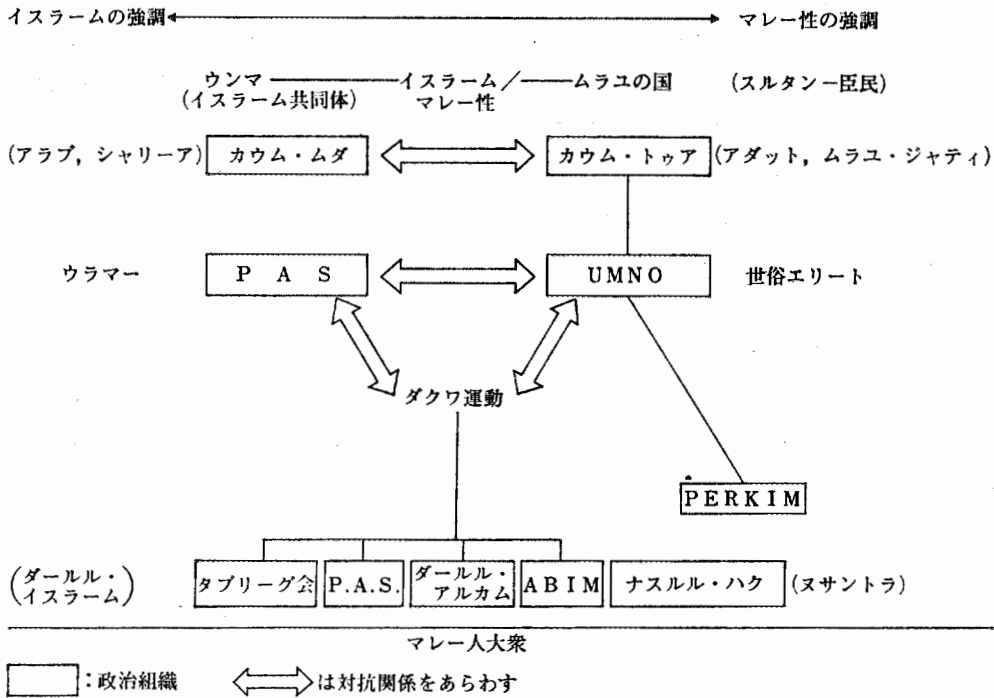 イスラームの強調 マレー性の強調
ウンマ イスラーム／ ムラユの国 (スルタンー臣民)
(イスラーム共同体) マレー性
(アラブ，シャリーア) カウム・ムダ カウム・トゥア (アダット，ムラユ・ジャティ)
ウラマー PAS UMNO 世俗エリート
ダクワ運動
PERKIM
(ダールル・イスラーム) タブリーグ会 P.A.S. ダールル・アルカム ABIM ナスルル・ハク (ヌサントラ)
マレー人大衆
：政治組織 は対抗関係をあらわす